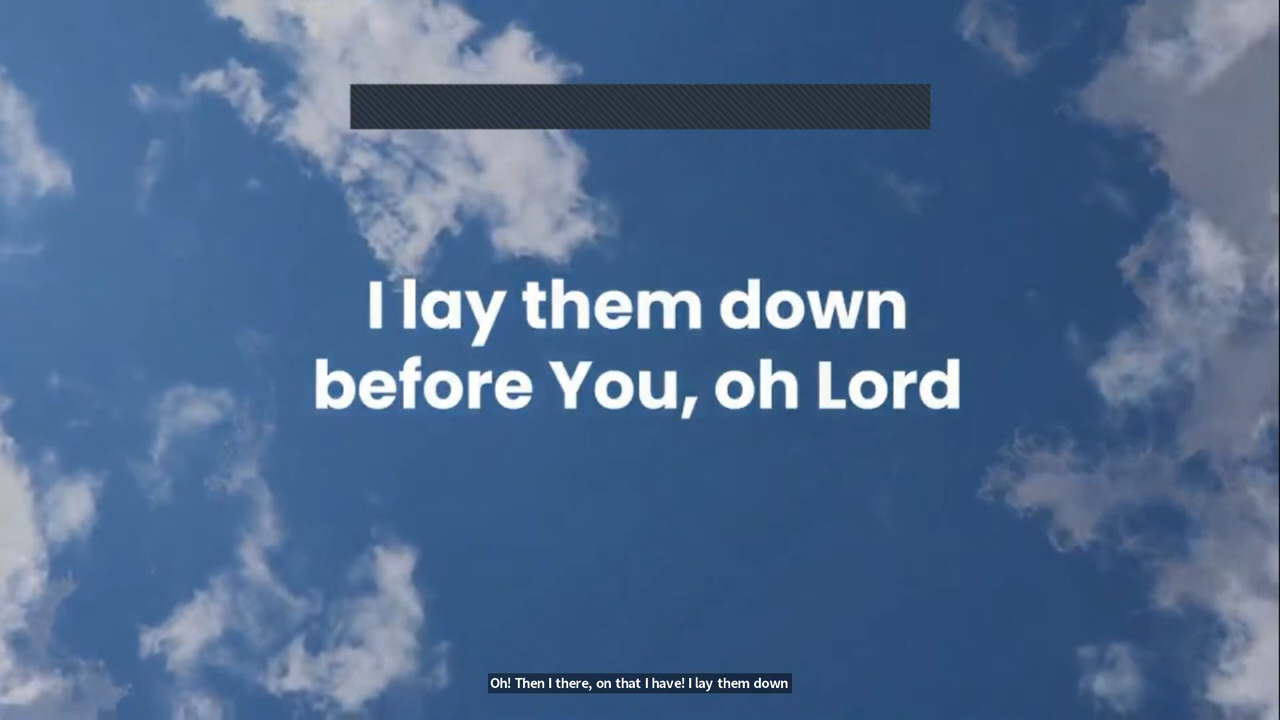 I lay them down
before You, oh Lord
Oh! Then I there, on that I have! I lay them down